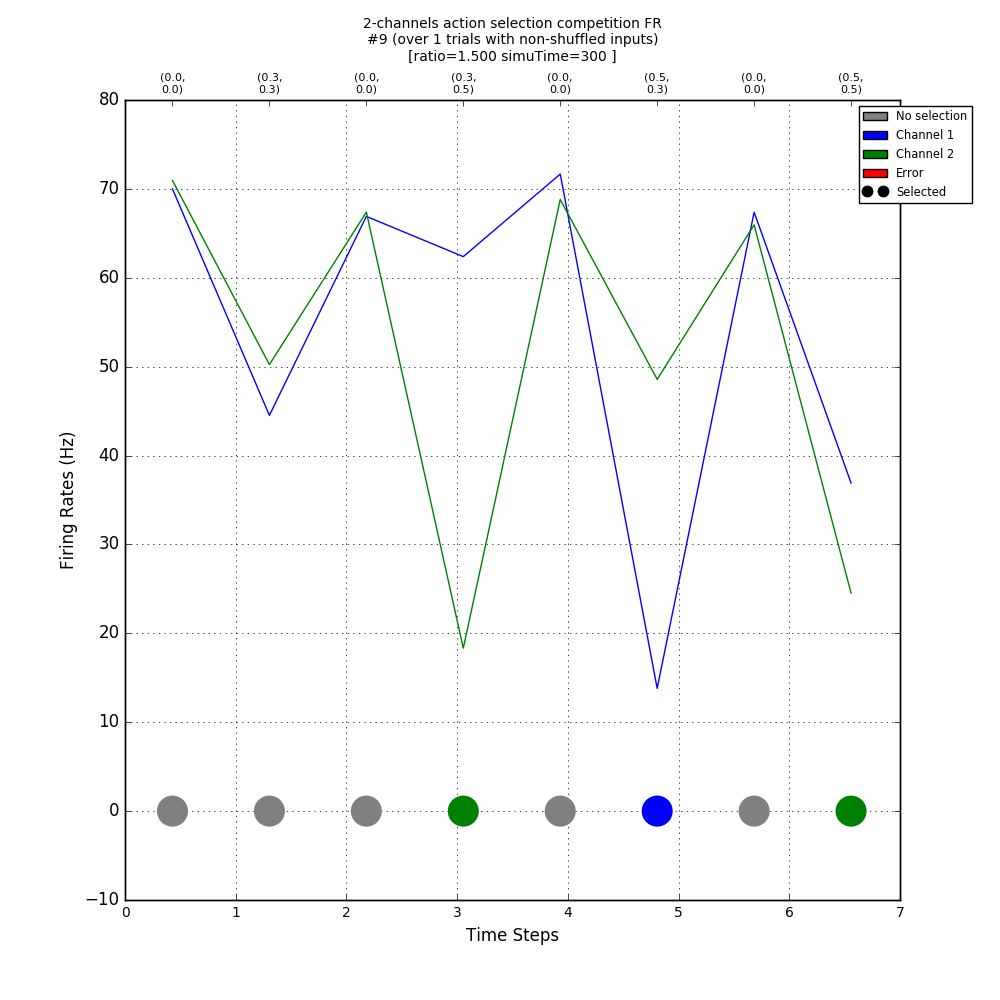 2-channels action selection competition FR
#9 (over 1 trials with non-shuffled inputs)
[ratio=1.500 simuTime=300 ]
(0.0, (0.3, (0.0, (0.3, (0.0, (0.5, (0.0, (0.5,
0.0) 0.3) 0.0) 0.5) 0.0) 0.3) 0.0) 0.5)
No selection
Channel 1
Channel 2
Error
Selected
80
70
60
50
40
30
20
10
0
−10
Firing Rates (Hz)
0 1 2 3 4 5 6 7
Time Steps